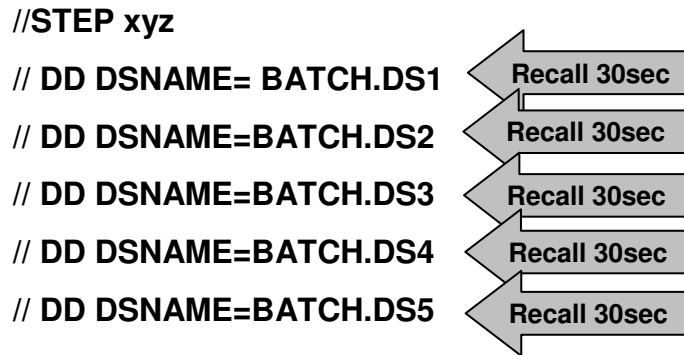 //STEP xyz
// DD DSNAME= BATCH.DS1 Recall 30sec
// DD DSNAME=BATCH.DS2 Recall 30sec
// DD DSNAME=BATCH.DS3 Recall 30sec
// DD DSNAME=BATCH.DS4 Recall 30sec
// DD DSNAME=BATCH.DS5 Recall 30sec